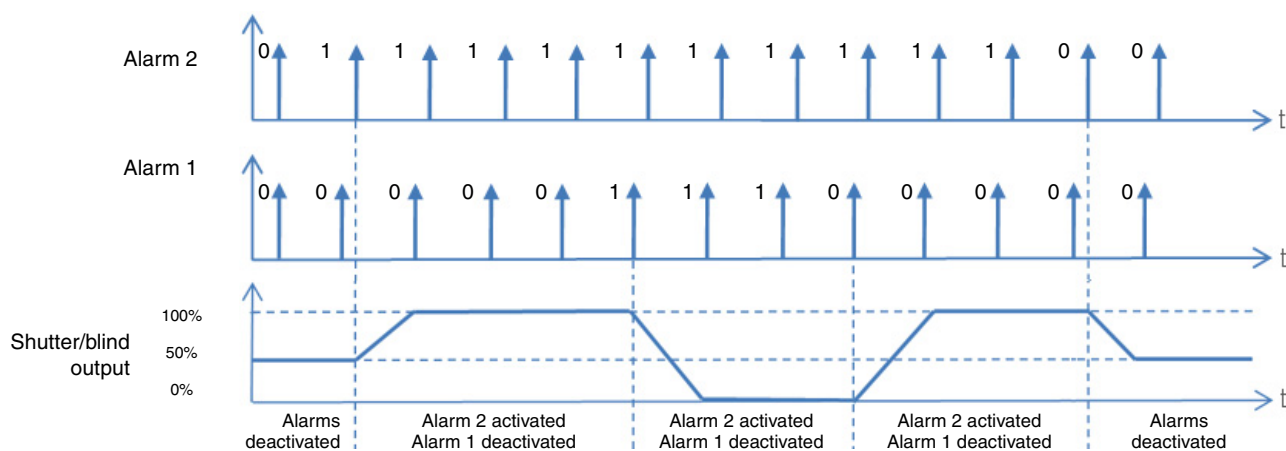 Alarm 2
0 1 1 1 1 1 1 1 1 1 1 0 0
t
Alarm 1
0 0 0 0 0 1 1 1 0 0 0 0 0
t
Shutter/blind
output
100%
50%
0%
t
Alarms
deactivated
Alarm 2 activated
Alarm 1 deactivated
Alarm 2 activated
Alarm 1 deactivated
Alarm 2 activated
Alarm 1 deactivated
Alarms
deactivated